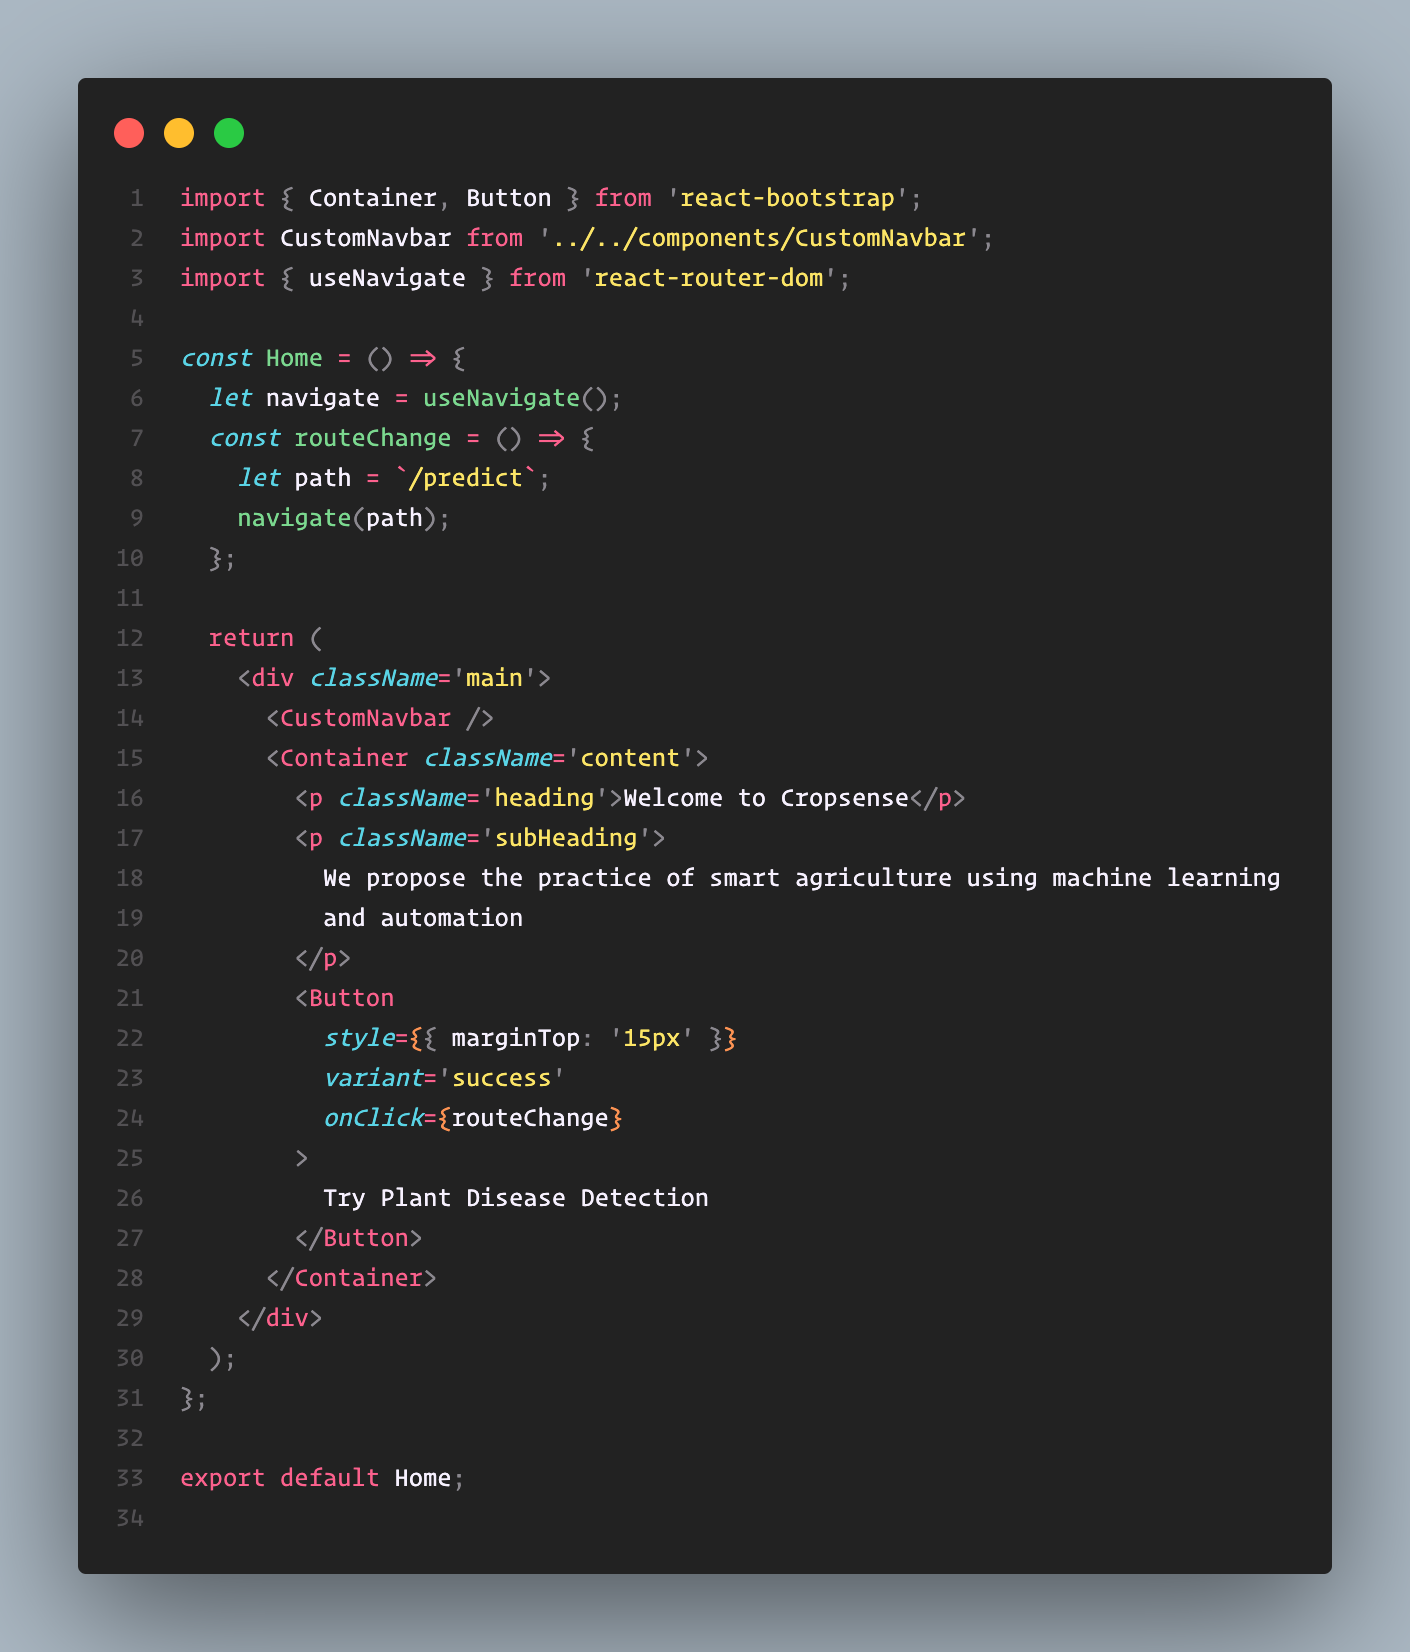 1 import { Container, Button } from 'react-bootstrap';
2 import CustomNavbar from '../../components/CustomNavbar';
3 import { useNavigate } from 'react-router-dom';
4
5 const Home = () => {
6   let navigate = useNavigate();
7   const routeChange = () => {
8     let path = `/predict`;
9     navigate(path);
10   };
11
12   return (
13     <div className='main'>
14       <CustomNavbar />
15       <Container className='content'>
16         <p className='heading'>Welcome to Cropsense</p>
17         <p className='subHeading'>
18           We propose the practice of smart agriculture using machine learning
19           and automation
20         </p>
21         <Button
22           style={{ marginTop: '15px' }}
23           variant='success'
24           onClick={routeChange}
25         >
26           Try Plant Disease Detection
27         </Button>
28       </Container>
29     </div>
30   );
31 };
32
33 export default Home;
34